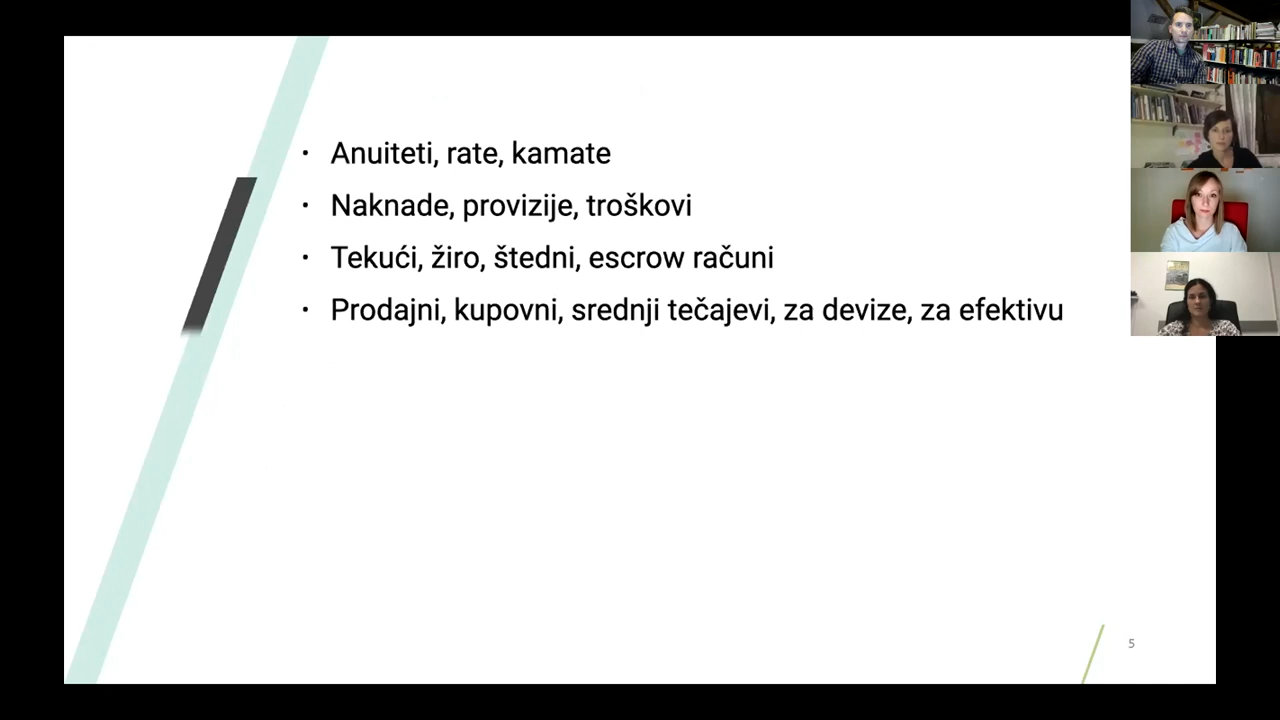 · Anuiteti, rate, kamate
· Naknade, provizije, troškovi
· Tekući, žiro, štedni, escrow računi
· Prodajni, kupovni, srednji tečajevi, za devize, za efektivu
5